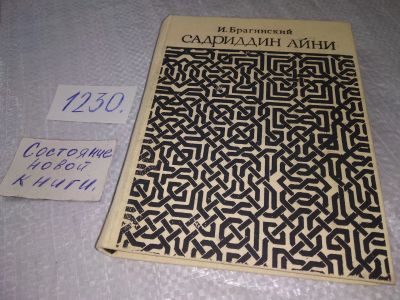 И. Брагинский
САДРИДДИН АЙНИ
1230.
Состояние
новой
книги.